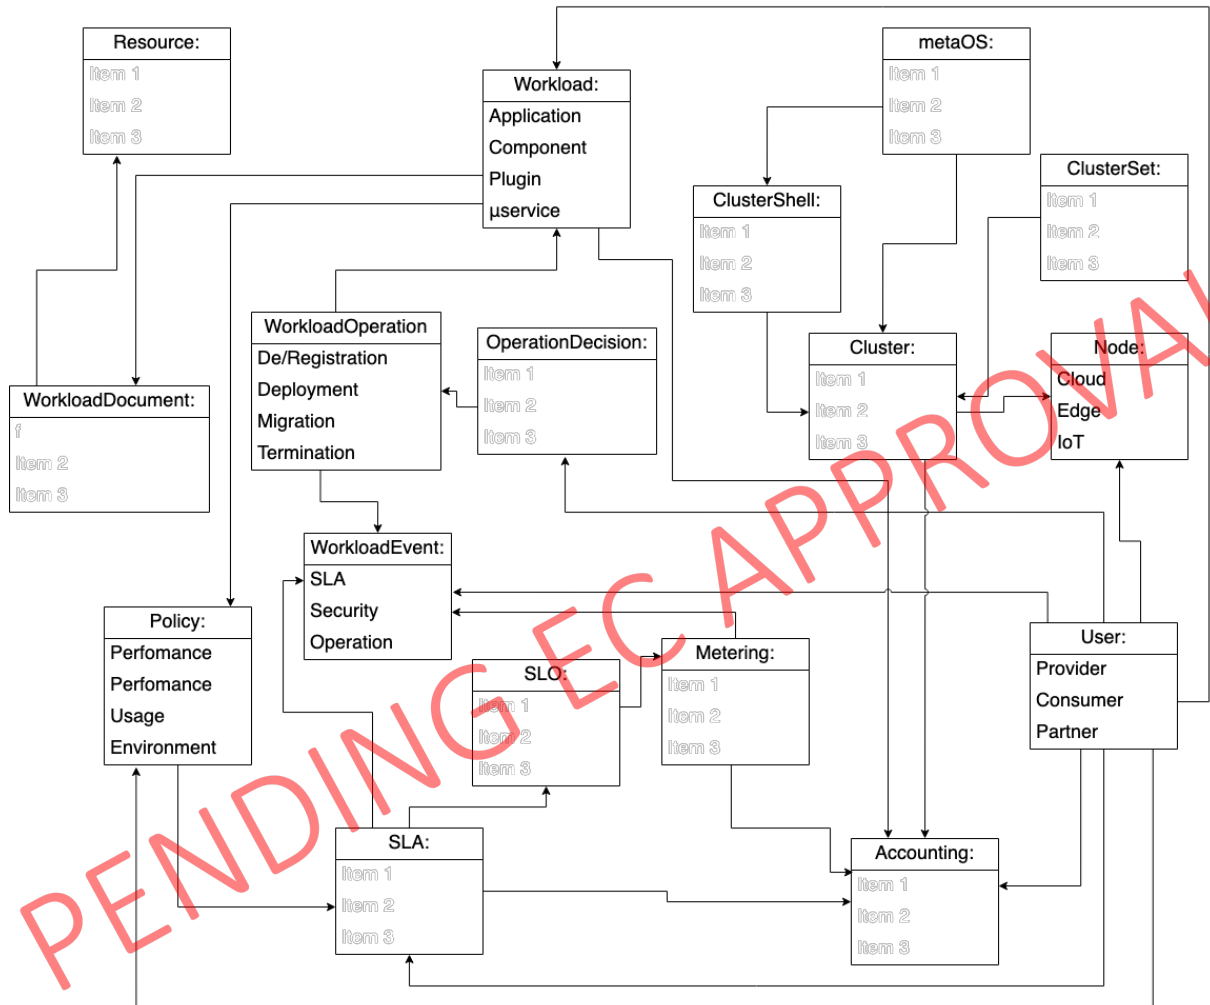 Resource:
Item 1
Item 2
Item 3
Workload:
Application
Component
Plugin
µservice
metaOS:
Item 1
Item 2
Item 3
ClusterSet:
Item 1
Item 2
Item 3
ClusterShell:
Item 1
Item 2
Item 3
WorkloadOperation
De/Registration
Deployment
Migration
Termination
OperationDecision:
Item 1
Item 2
Item 3
Cluster:
Item 1
Item 2
Item 3
Node:
Cloud
Edge
IoT
WorkloadDocument:
f
Item 2
Item 3
WorkloadEvent:
SLA
Security
Operation
Policy:
Perfomance
Perfomance
Usage
Environment
SLO:
Item 1
Item 2
Item 3
Metering:
Item 1
Item 2
Item 3
User:
Provider
Consumer
Partner
SLA:
Item 1
Item 2
Item 3
Accounting:
Item 1
Item 2
Item 3
PENDING EC APPROVAL